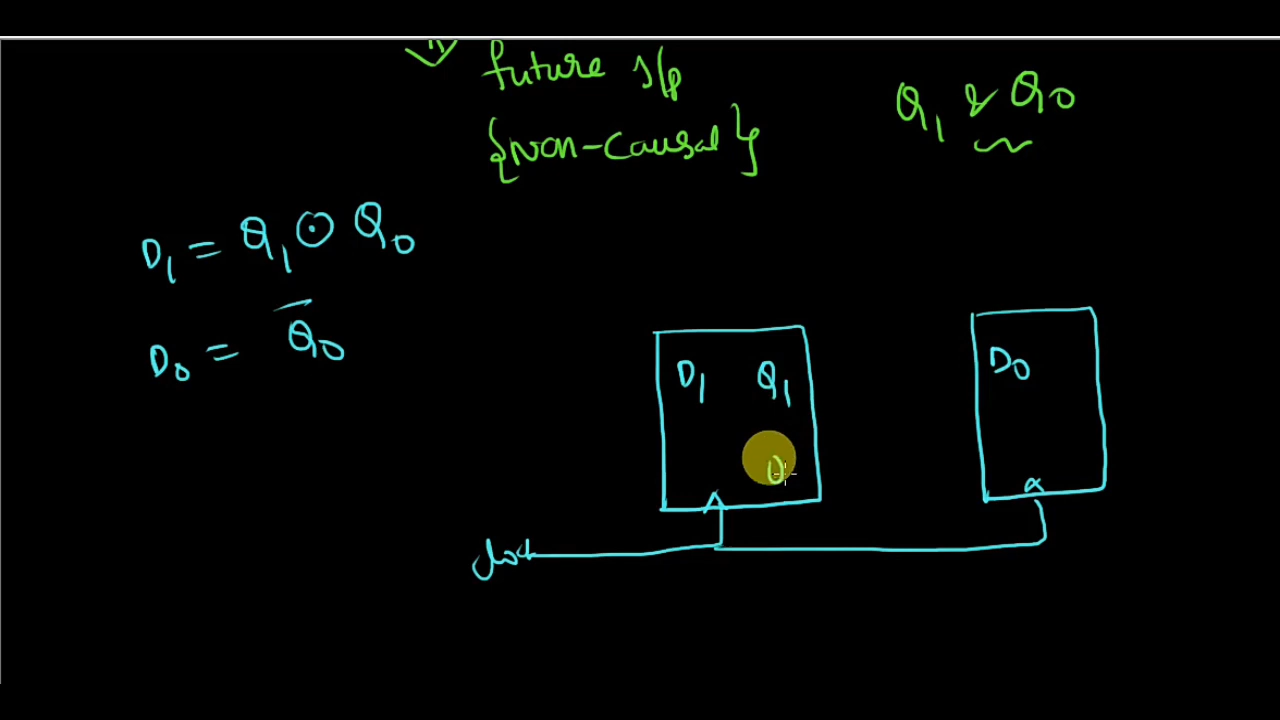 future i/p
{Non-Causal}
Q1 & Q0
D1 = Q1 ⊙ Q0
D0 = Q̅0
D1 Q1
D0
Q
clock